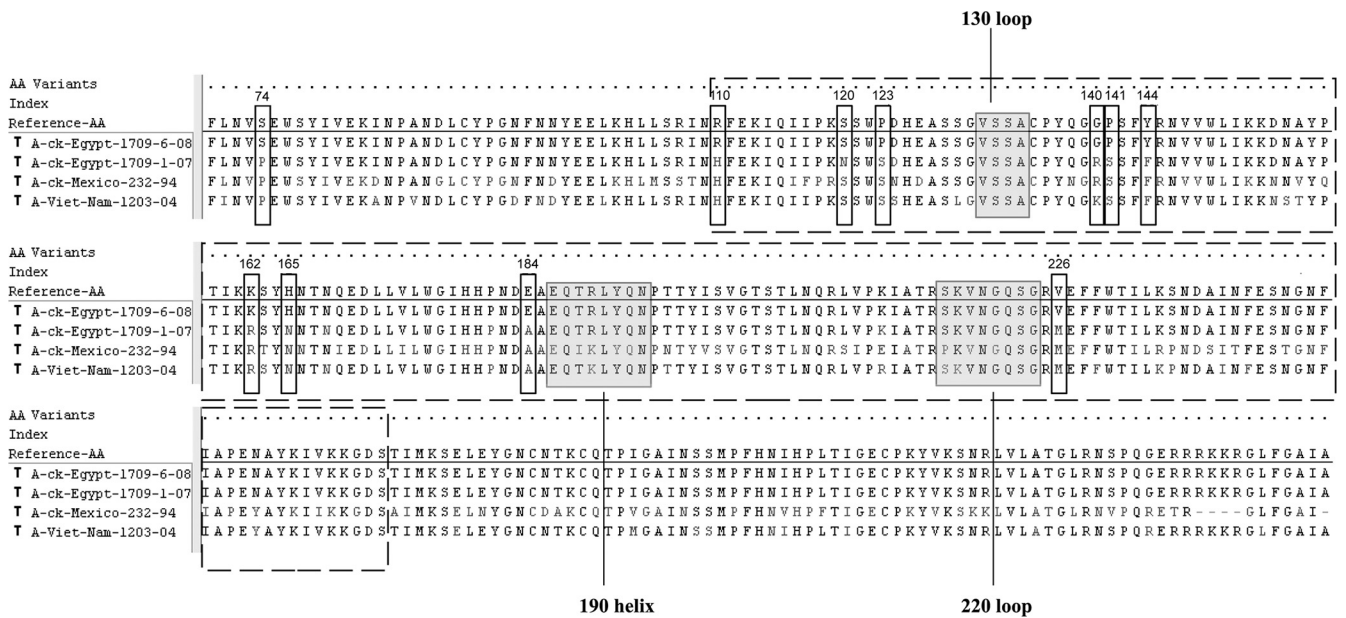 130 loop
AA Variants
Index 74 110 120 123 140 141 144
Reference-AA FLNVSEWSYIVEKINPANDLCYPGNFNNYEELKHLLSRINRFEKIQIIPKSSWPDHEASSGVSSACPYQGGPSFYRNVVWLIKKDNAYP
T A-ck-Egypt-1709-6-08 FLNVSEWSYIVEKINPANDLCYPGNFNNYEELKHLLSRINRFEKIQIIPKSSWPDHEASSGVSSACPYQGGPSFYRNVVWLIKKDNAYP
T A-ck-Egypt-1709-1-07 FLNVPEWSYIVEKINPANDLCYPGNFNNYEELKHLLSRINHFEKIQIIPKNSWSDHEASSGVSSACPYQGRSSFFRNVVWLIKKDNAYP
T A-ck-Mexico-232-94 FLNVPEWSYIVEKDNPANGLCYPGNFNDYEELKHLMSSTNHFEKIQIFPRSSWSNHDASSGVSSACPYNGRSSFFRNVVWLIKKNNVYQ
T A-Viet-Nam-1203-04 FINVPEWSYIVEKANPVNDLCYPGDFNDYEELKHLLSRINHFEKIQIIPKSSWSSHEASLGVSSACPYQGKSSFFRNVVWLIKKNSTYP
AA Variants
Index 162 165 184 226
Reference-AA TIKKSYHNTNQEDLLVLWGIHHPNDEAEQTRLYQNPTTYISVGTSTLNQRLVPKIATRSKVNGQSGRVEFFWTILKSNDAINFESNGNF
T A-ck-Egypt-1709-6-08 TIKKSYHNTNQEDLLVLWGIHHPNDEAEQTRLYQNPTTYISVGTSTLNQRLVPKIATRSKVNGQSGRVEFFWTILKSNDAINFESNGNF
T A-ck-Egypt-1709-1-07 TIKRSYNNTNQEDLLVLWGIHHPNDAAEQTRLYQNPTTYISVGTSTLNQRLVPKIATRSKVNGQSGRMEFFWTILKSNDAINFESNGNF
T A-ck-Mexico-232-94 TIKRTYNNTNIEDLLILWGIHHPNDAAEQIKLYQNPNTYVSVGTSTLNQRSIPEIATRPKVNGQSGRMEFFWTILRPNDSITFESTGNF
T A-Viet-Nam-1203-04 TIKRSYNNTNQEDLLVLWGIHHPNDAAEQTKLYQNPTTYISVGTSTLNQRLVPRIATRSKVNGQSGRMEFFWTILKPNDAINFESNGNF
AA Variants
Index
Reference-AA IAPENAYKIVKKGDSTIMKSELEYGNCNTKCQTPIGAINSSMPFHNIHPLTIGECPKYVKSNRLVLATGLRNSPQGERRRKKRGLFGAIA
T A-ck-Egypt-1709-6-08 IAPENAYKIVKKGDSTIMKSELEYGNCNTKCQTPIGAINSSMPFHNIHPLTIGECPKYVKSNRLVLATGLRNSPQGERRRKKRGLFGAIA
T A-ck-Egypt-1709-1-07 IAPENAYKIVKKGDSTIMKSELEYGNCNTKCQTPIGAINSSMPFHNIHPLTIGECPKYVKSNRLVLATGLRNSPQGERRRKKRGLFGAIA
T A-ck-Mexico-232-94 IAPEYAYKIIKKGDSAIMKSELNYGNCDAKCQTPVGAINSSMPFHNVHPFTIGECPKYVKSKKLVLATGLRNVPQRETR----GLFGAI-
T A-Viet-Nam-1203-04 IAPEYAYKIVKKGDSTIMKSELEYGNCNTKCQTPMGAINSSMPFHNIHPLTIGECPKYVKSNRLVLATGLRNSPQRERRRKKRGLFGAIA
190 helix
220 loop